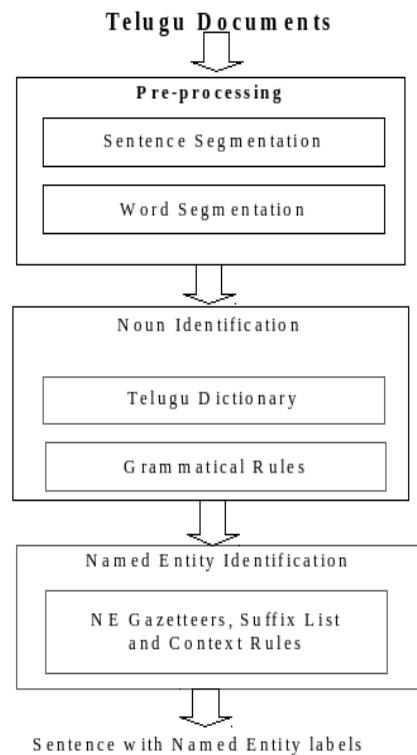 Telugu Documents
Pre-processing
Sentence Segmentation
Word Segmentation
Noun Identification
Telugu Dictionary
Grammatical Rules
Named Entity Identification
NE Gazetteers, Suffix List
and Context Rules
Sentence with Named Entity labels